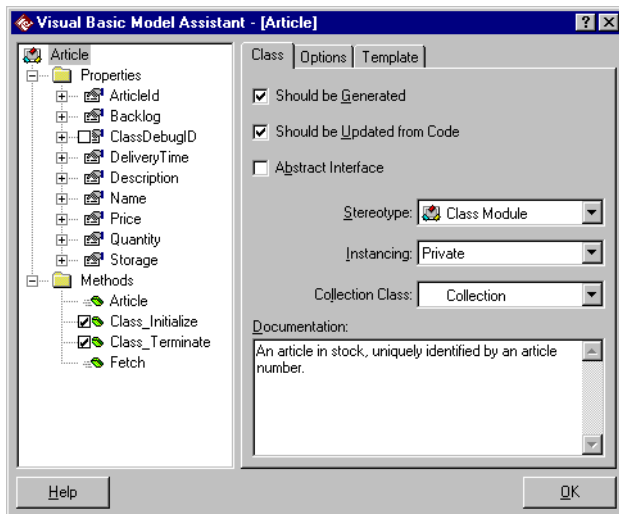 Visual Basic Model Assistant - [Article]
Article
Properties
ArticleId
Backlog
ClassDebugID
DeliveryTime
Description
Name
Price
Quantity
Storage
Methods
Article
Class_Initialize
Class_Terminate
Fetch
Class Options Template
Should be Generated
Should be Updated from Code
Abstract Interface
Stereotype: Class Module
Instancing: Private
Collection Class: Collection
Documentation:
An article in stock, uniquely identified by an article
number.
Help
OK